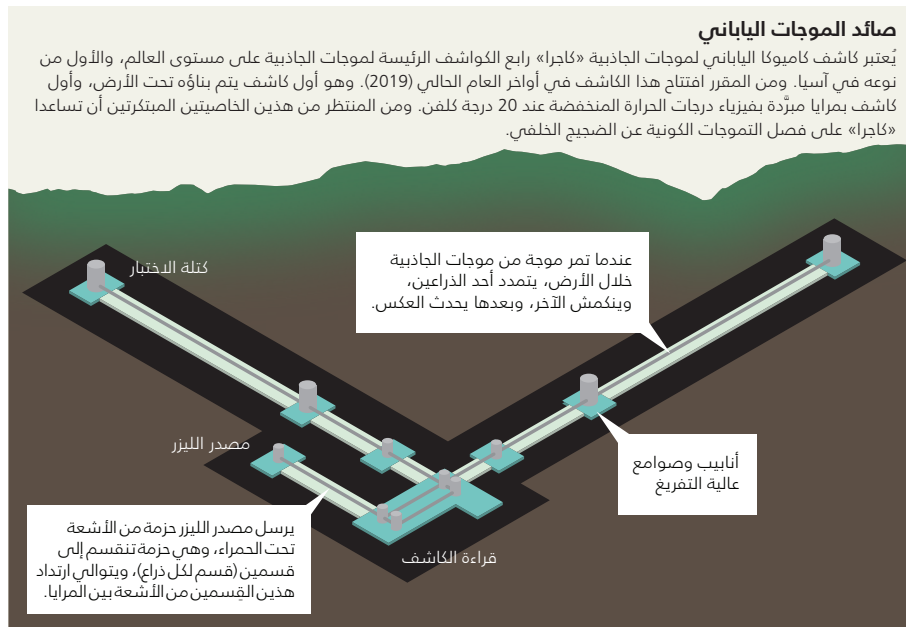 صائد الموجات الياباني
يُعتبر كاشف كاميوكا الياباني لموجات الجاذبية «كاجرا» رابع الكواشف الرئيسة لموجات الجاذبية على مستوى العالم، والأول من
نوعه في آسيا. ومن المقرر افتتاح هذا الكاشف في أواخر العام الحالي (2019). وهو أول كاشف يتم بناؤه تحت الأرض، وأول
كاشف بمرايا مبرَّدة بفيزياء درجات الحرارة المنخفضة عند 20 درجة كلفن. ومن المنتظر من هذين الخاصيتين المبتكرتين أن تساعدا
«كاجرا» على فصل التموجات الكونية عن الضجيج الخلفي.
عندما تمر موجة من موجات الجاذبية
خلال الأرض، يتمدد أحد الذراعين،
وينكمش الآخر، وبعدها يحدث العكس.
كتلة الاختبار
مصدر الليزر
أنابيب وصوامع
عالية التفريغ
يرسل مصدر الليزر حزمة من الأشعة
تحت الحمراء، وهي حزمة تنقسم إلى
قسمين (قسم لكل ذراع)، ويتوالي ارتداد
هذين القِسمين من الأشعة بين المرايا.
قراءة الكاشف